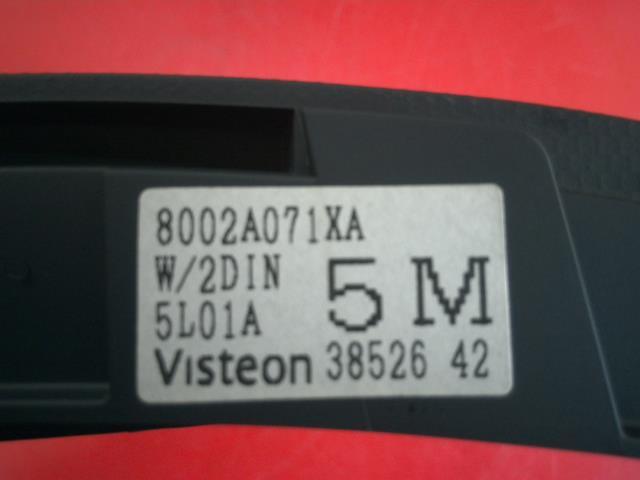 8002A071XA
W/2DIN
5L01A
5 M
Visteon 38526 42